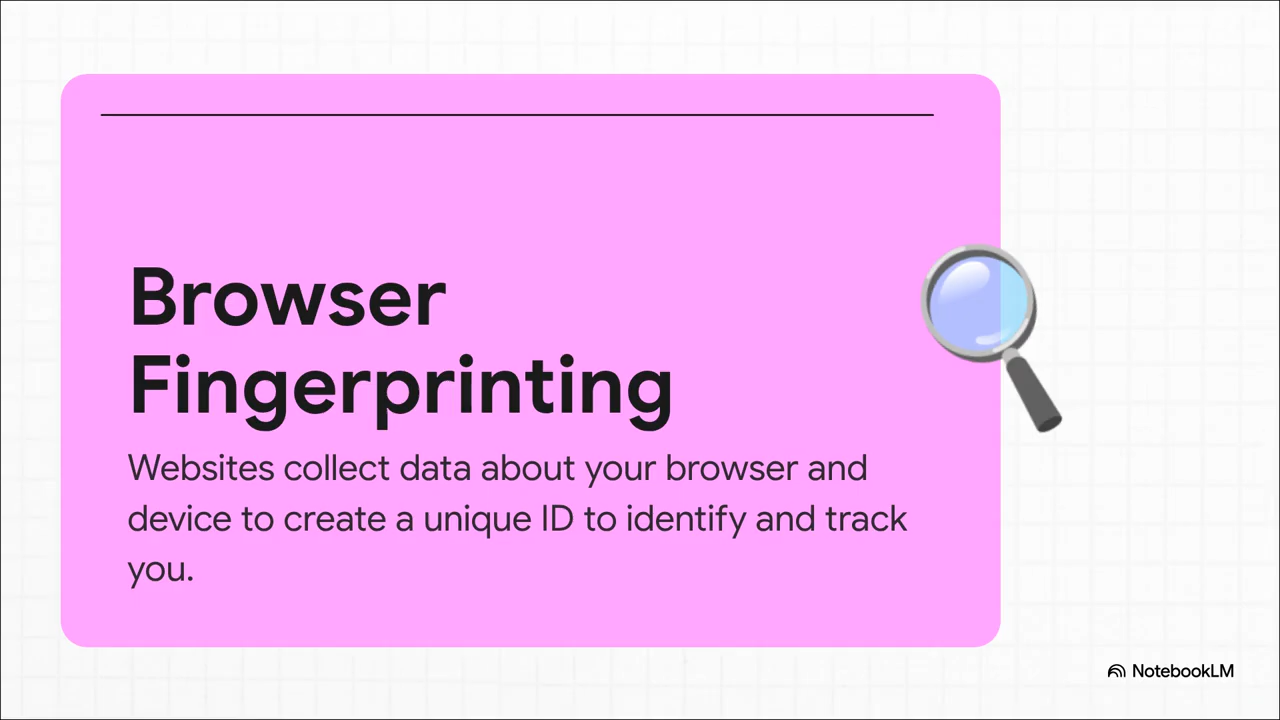 Browser
Fingerprinting
Websites collect data about your browser and
device to create a unique ID to identify and track
you.
NotebookLM